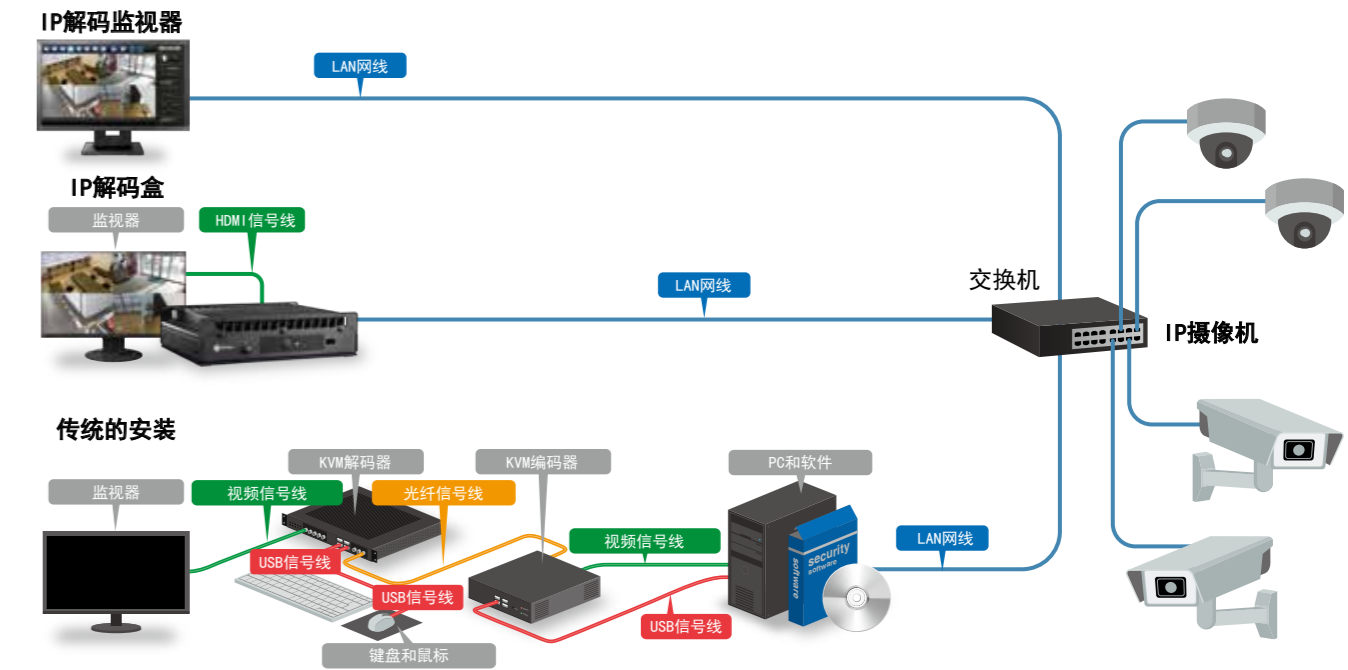 IP解码监视器
LAN网线
IP解码盒
监视器
HDMI信号线
LAN网线
交换机
IP摄像机
传统的安装
KVM解码器
KVM编码器
PC和软件
监视器
视频信号线
光纤信号线
视频信号线
LAN网线
USB信号线
USB信号线
USB信号线
键盘和鼠标
security
software
security
software